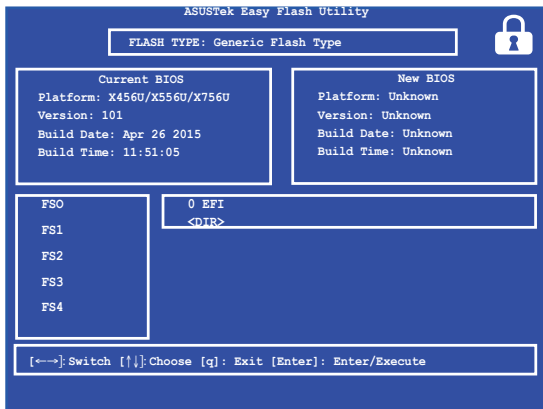 ASUSTek Easy Flash Utility
FLASH TYPE: Generic Flash Type
Current BIOS
Platform: X456U/X556U/X756U
Version: 101
Build Date: Apr 26 2015
Build Time: 11:51:05
New BIOS
Platform: Unknown
Version: Unknown
Build Date: Unknown
Build Time: Unknown
FSO
FS1
FS2
FS3
FS4
0 EFI
<DIR>
[←→]: Switch [↑↓]: Choose [q]: Exit [Enter]: Enter/Execute